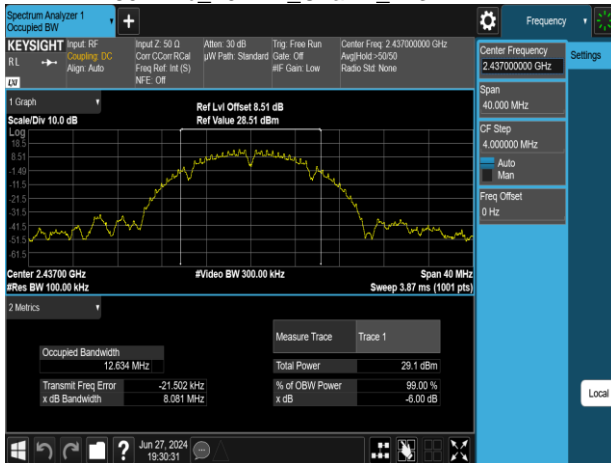 Spectrum Analyzer 1
Occupied BW
Frequency
KEYSIGHT
R L
Input: RF
Coupling: DC
Align: Auto
Input Z: 50 Ω
Corr CCorr RCal
Freq Ref: Int (S)
NFE: Off
Atten: 30 dB
µW Path: Standard
Trig: Free Run
Gate: Off
#IF Gain: Low
Center Freq: 2.437000000 GHz
Avg|Hold:>50/50
Radio Std: None
Center Frequency
2.437000000 GHz
Settings
Span
40.000 MHz
CF Step
4.000000 MHz
Auto
Man
Freq Offset
0 Hz
Local
1 Graph
Scale/Div 10.0 dB
Ref Lvl Offset 8.51 dB
Ref Value 28.51 dBm
Log
18.5
8.51
-1.49
-11.5
-21.5
-31.5
-41.5
-51.5
-61.5
Center 2.43700 GHz
#Video BW 300.00 kHz
Span 40 MHz
#Res BW 100.00 kHz
Sweep 3.87 ms (1001 pts)
2 Metrics
Measure Trace
Trace 1
Occupied Bandwidth
12.634 MHz
Total Power
29.1 dBm
Transmit Freq Error
-21.502 kHz
% of OBW Power
99.00 %
x dB Bandwidth
8.081 MHz
x dB
-6.00 dB
Jun 27, 2024
19:30:31